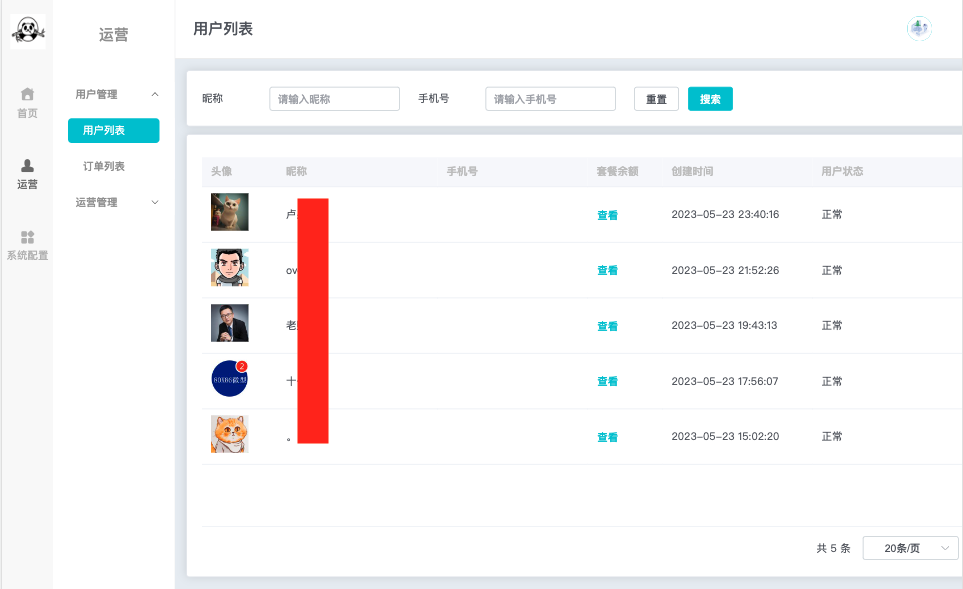 运营
用户列表
首页
运营
系统配置
用户管理
用户列表
订单列表
运营管理
昵称 请输入昵称 手机号 请输入手机号 重置 搜索
头像 昵称 手机号 套餐余额 创建时间 用户状态
卢 查看 2023-05-23 23:40:16 正常
ov 查看 2023-05-23 21:52:26 正常
老 查看 2023-05-23 19:43:13 正常
2
十 查看 2023-05-23 17:56:07 正常
。 查看 2023-05-23 15:02:20 正常
共 5 条 20条/页